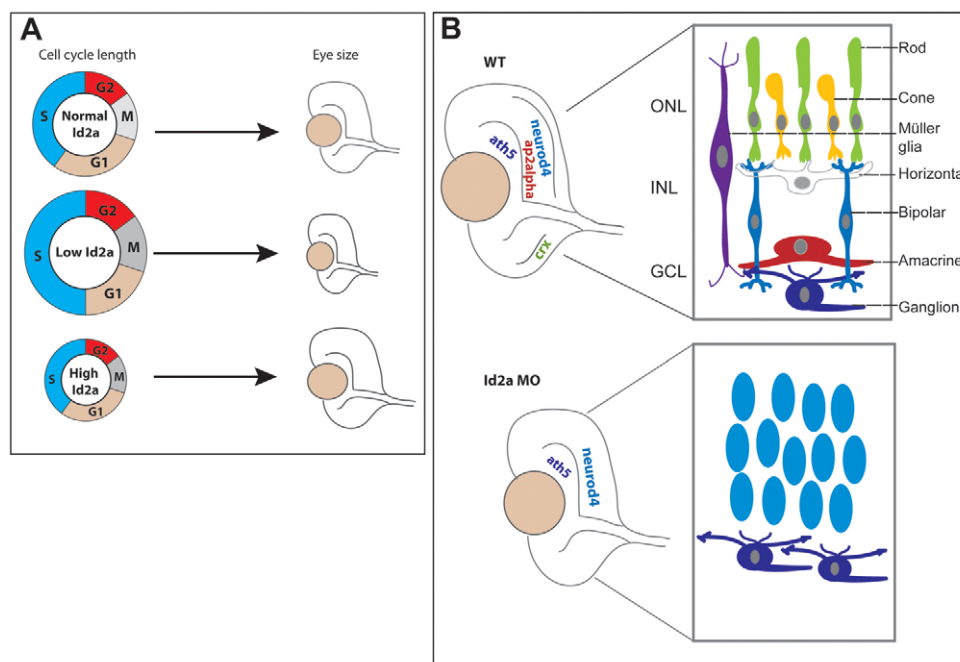 A
Cell cycle length
Eye size
G2
S
M
Normal
Id2a
G1
G2
S
M
Low Id2a
G1
G2
S
M
High
Id2a
G1
B
WT
ath5
neurod4
ap2alpha
crx
ONL
INL
GCL
Rod
Cone
Müller
glia
Horizonta
Bipolar
Amacrine
Ganglion
Id2a MO
ath5
neurod4